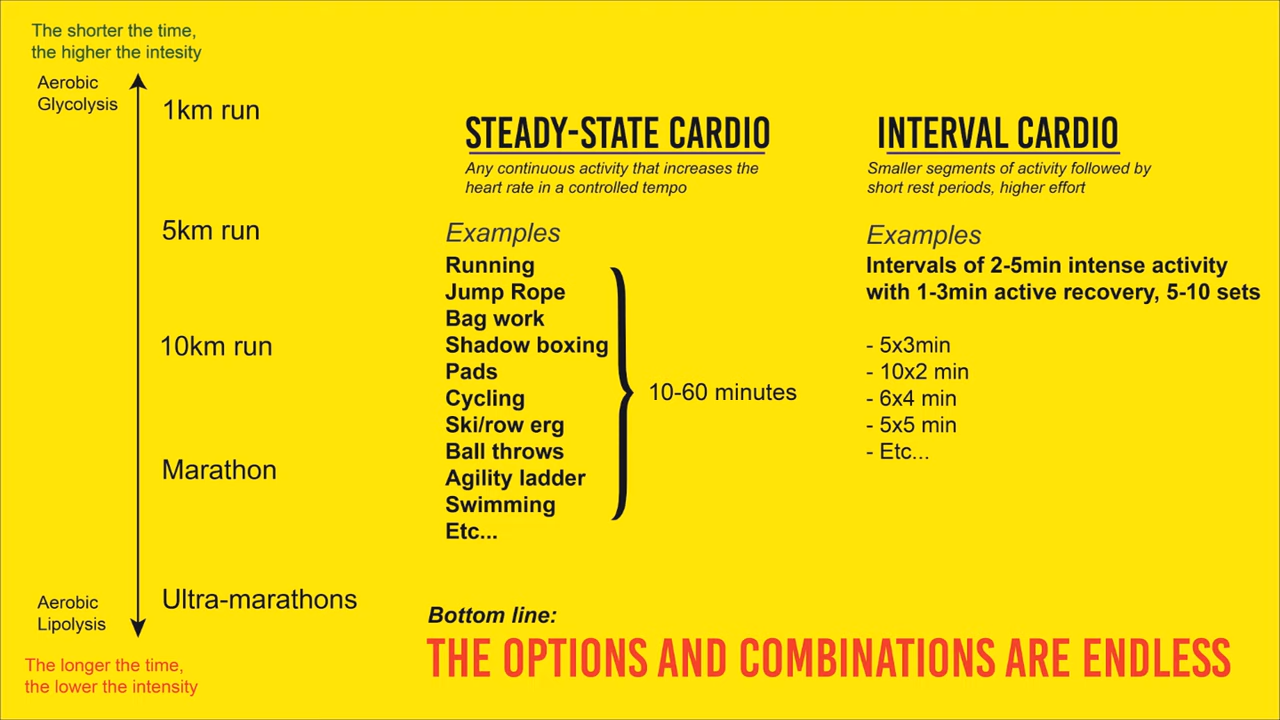 The shorter the time,
the higher the intesity
Aerobic
Glycolysis
1km run
5km run
10km run
Marathon
Ultra-marathons
Aerobic
Lipolysis
The longer the time,
the lower the intensity
STEADY-STATE CARDIO
Any continuous activity that increases the
heart rate in a controlled tempo
Examples
Running
Jump Rope
Bag work
Shadow boxing
Pads
Cycling
Ski/row erg
Ball throws
Agility ladder
Swimming
Etc...
10-60 minutes
INTERVAL CARDIO
Smaller segments of activity followed by
short rest periods, higher effort
Examples
Intervals of 2-5min intense activity
with 1-3min active recovery, 5-10 sets
- 5x3min
- 10x2 min
- 6x4 min
- 5x5 min
- Etc...
Bottom line:
THE OPTIONS AND COMBINATIONS ARE ENDLESS